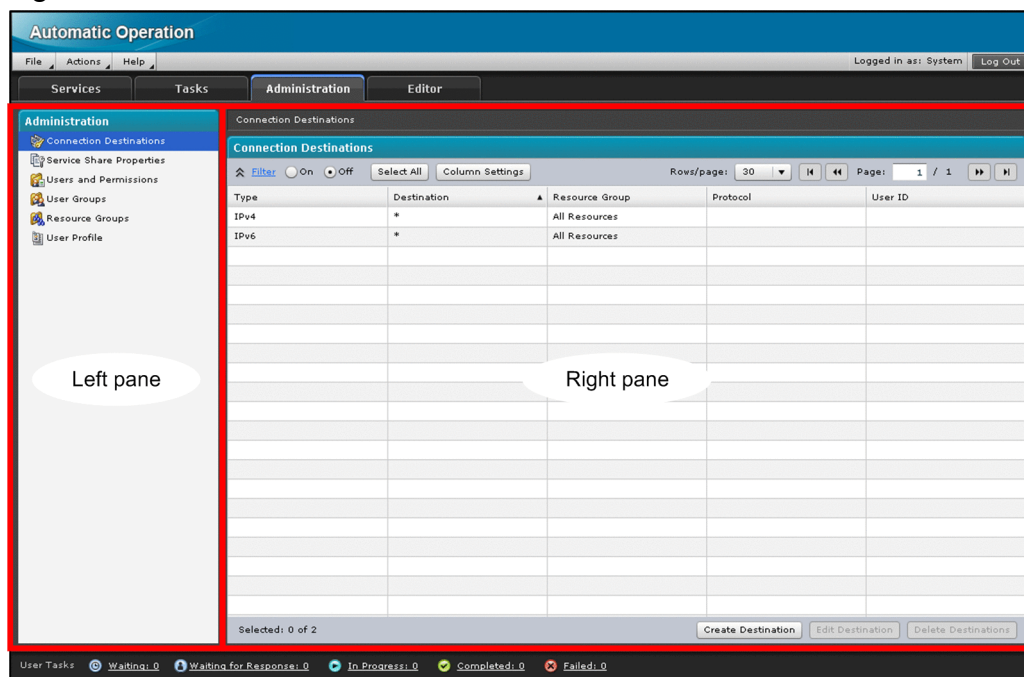 Automatic Operation
File Actions Help Logged in as: System Log Out
Services Tasks Administration Editor
Administration
Connection Destinations
Service Share Properties
Users and Permissions
User Groups
Resource Groups
User Profile
Left pane
Connection Destinations
Connection Destinations
Filter On Off Select All Column Settings Rows/page: 30 Page: 1 / 1
Type Destination Resource Group Protocol User ID
IPv4 * All Resources
IPv6 * All Resources
Right pane
Selected: 0 of 2 Create Destination Edit Destination Delete Destinations
User Tasks Waiting: 0 Waiting for Response: 0 In Progress: 0 Completed: 0 Failed: 0